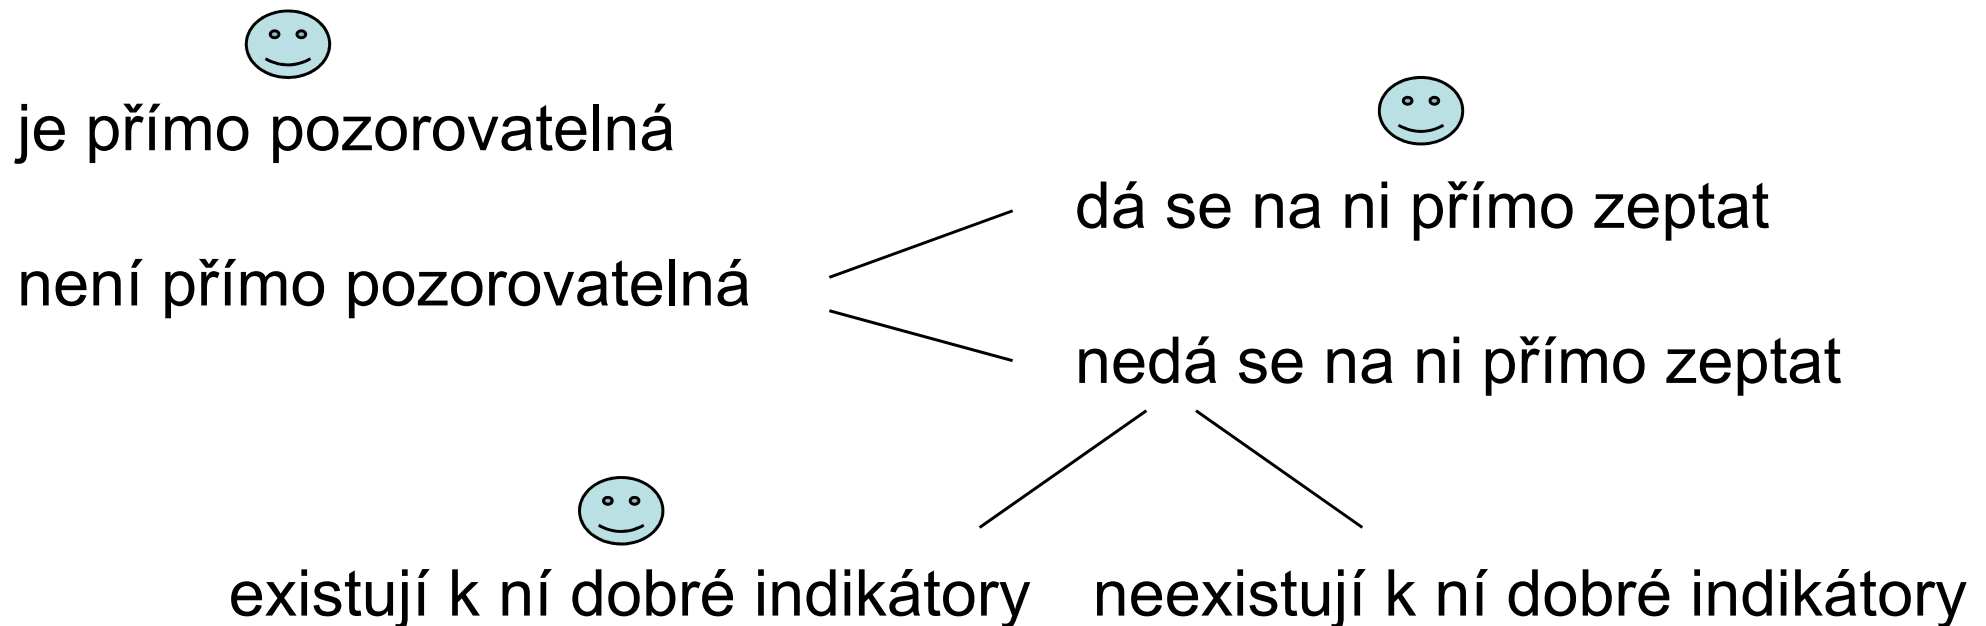 je přímo pozorovatelná
dá se na ni přímo zeptat
není přímo pozorovatelná
nedá se na ni přímo zeptat
existují k ní dobré indikátory
neexistují k ní dobré indikátory